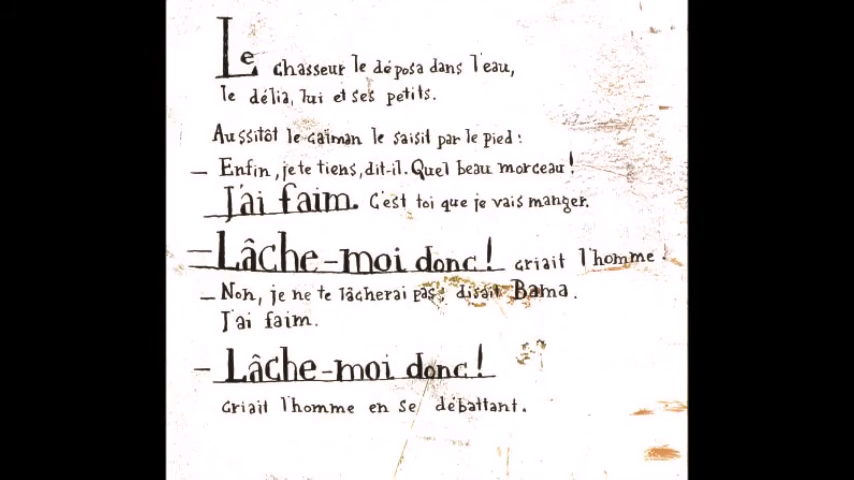 Le chasseur le déposa dans l'eau,
le délia, lui et ses petits.
Aussitôt le caïman le saisit par le pied :
– Enfin, je te tiens, dit-il. Quel beau morceau !
J'ai faim. C'est toi que je vais manger.
– Lâche-moi donc ! criait l'homme.
– Non, je ne te lâcherai pas, disait Bama.
J'ai faim.
– Lâche-moi donc !
criait l'homme en se débattant.